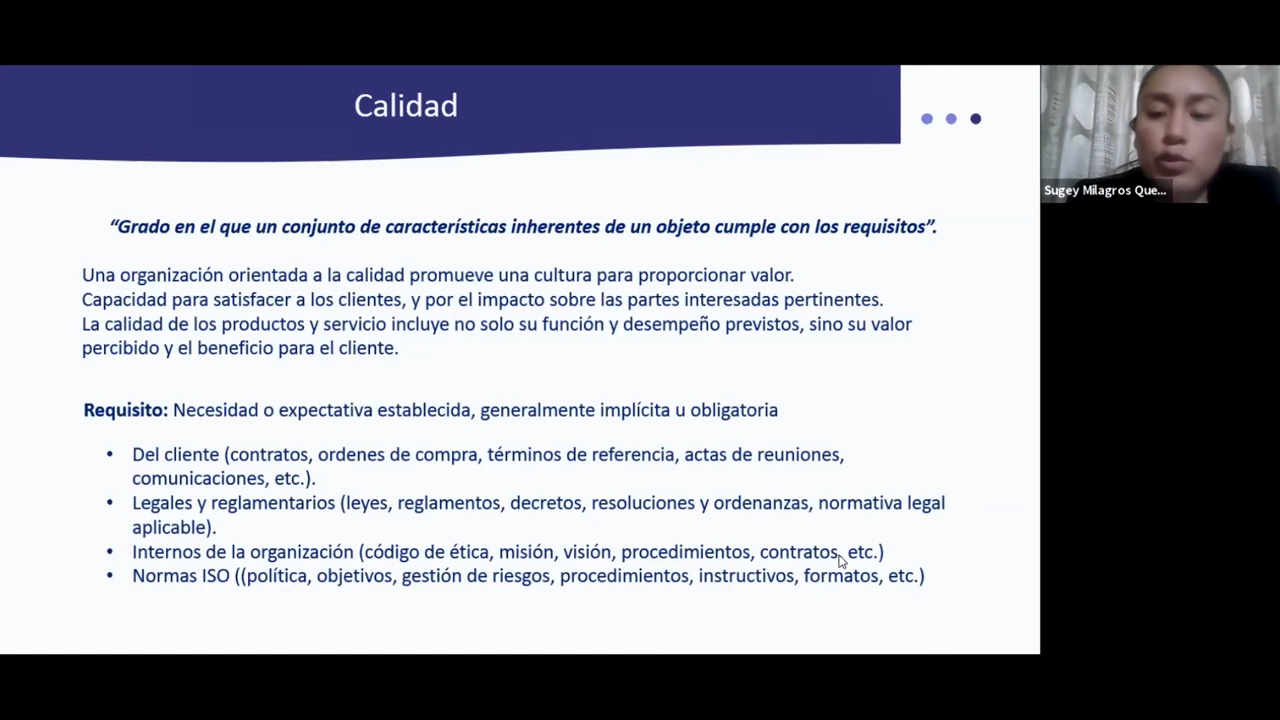 Calidad
“Grado en el que un conjunto de características inherentes de un objeto cumple con los requisitos”.
Una organización orientada a la calidad promueve una cultura para proporcionar valor.
Capacidad para satisfacer a los clientes, y por el impacto sobre las partes interesadas pertinentes.
La calidad de los productos y servicio incluye no solo su función y desempeño previstos, sino su valor
percibido y el beneficio para el cliente.
Requisito: Necesidad o expectativa establecida, generalmente implícita u obligatoria
• Del cliente (contratos, ordenes de compra, términos de referencia, actas de reuniones,
comunicaciones, etc.).
• Legales y reglamentarios (leyes, reglamentos, decretos, resoluciones y ordenanzas, normativa legal
aplicable).
• Internos de la organización (código de ética, misión, visión, procedimientos, contratos, etc.)
• Normas ISO ((política, objetivos, gestión de riesgos, procedimientos, instructivos, formatos, etc.)
Sugey Milagros Que...